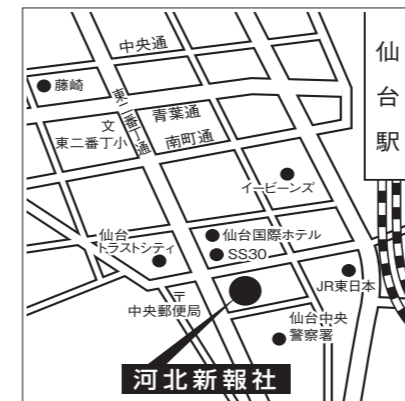 中央通
仙台駅
藤崎
東二番丁通
青葉通
文
東二番丁小
南町通
イービーンズ
仙台
トラストシティ
仙台国際ホテル
SS30
JR東日本
〒
中央郵便局
仙台中央
警察署
河北新報社